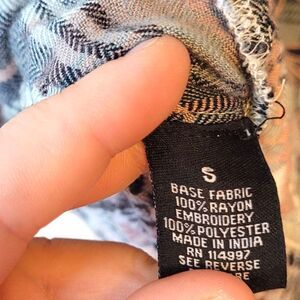 S
BASE FABRIC
100% RAYON
EMBROIDERY
100% POLYESTER
MADE IN INDIA
RN 114997
SEE REVERSE